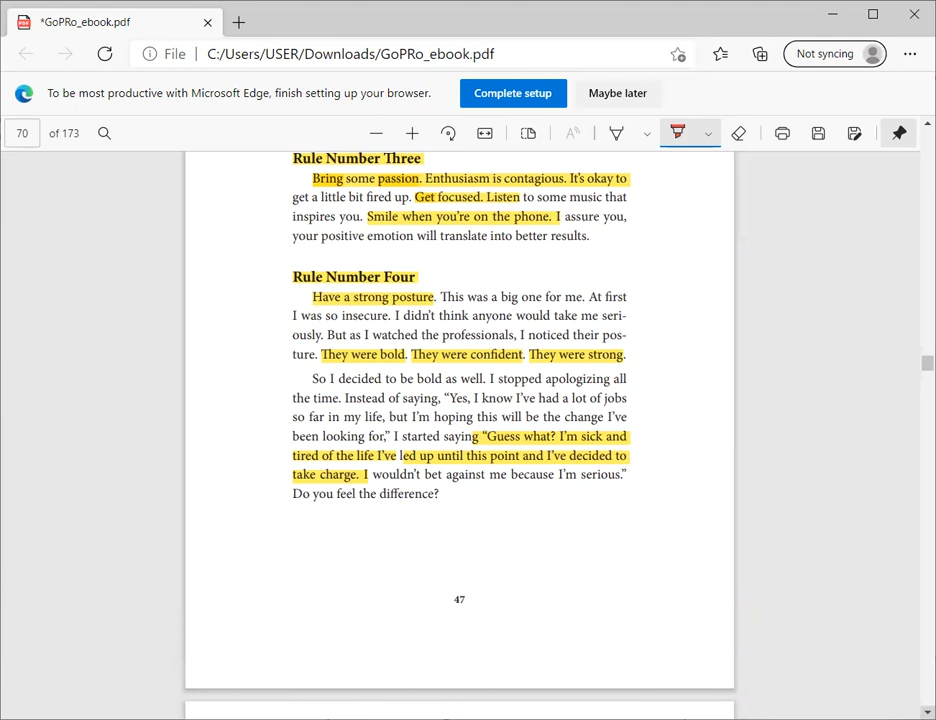 *GoPRo_ebook.pdf
File C:/Users/USER/Downloads/GoPRo_ebook.pdf Not syncing
To be most productive with Microsoft Edge, finish setting up your browser. Complete setup Maybe later
70 of 173
Rule Number Three
Bring some passion. Enthusiasm is contagious. It’s okay to
get a little bit fired up. Get focused. Listen to some music that
inspires you. Smile when you’re on the phone. I assure you,
your positive emotion will translate into better results.
Rule Number Four
Have a strong posture. This was a big one for me. At first
I was so insecure. I didn’t think anyone would take me seri-
ously. But as I watched the professionals, I noticed their pos-
ture. They were bold. They were confident. They were strong.
So I decided to be bold as well. I stopped apologizing all
the time. Instead of saying, “Yes, I know I’ve had a lot of jobs
so far in my life, but I’m hoping this will be the change I’ve
been looking for,” I started saying “Guess what? I’m sick and
tired of the life I’ve led up until this point and I’ve decided to
take charge. I wouldn’t bet against me because I’m serious.”
Do you feel the difference?
47